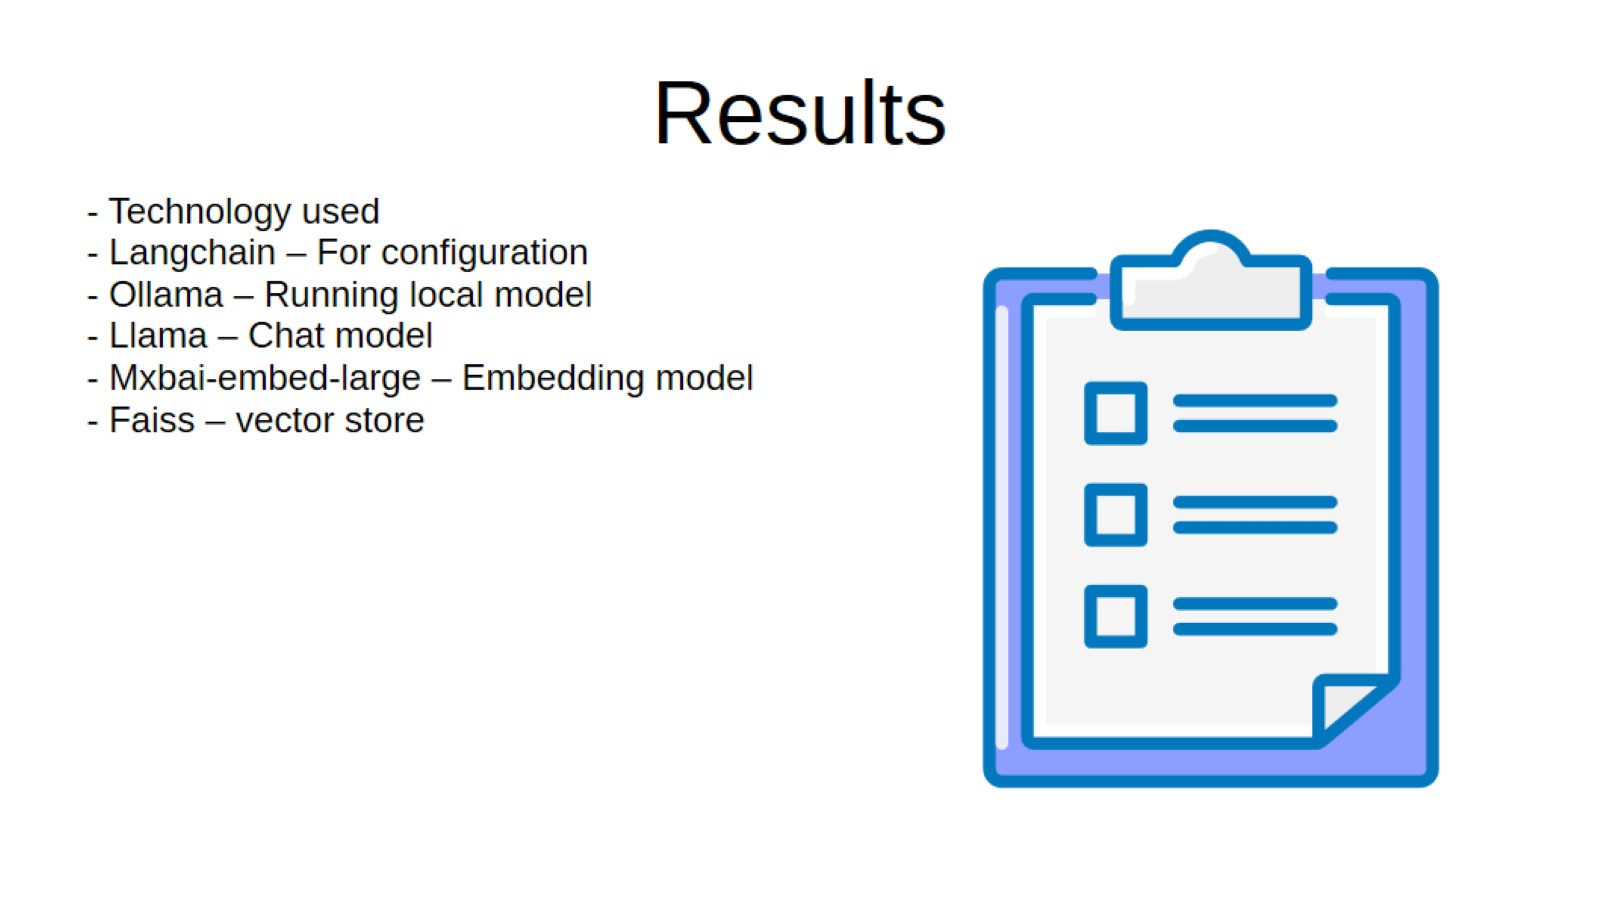 Results
- Technology used
- Langchain – For configuration
- Ollama – Running local model
- Llama – Chat model
- Mxbai-embed-large – Embedding model
- Faiss – vector store